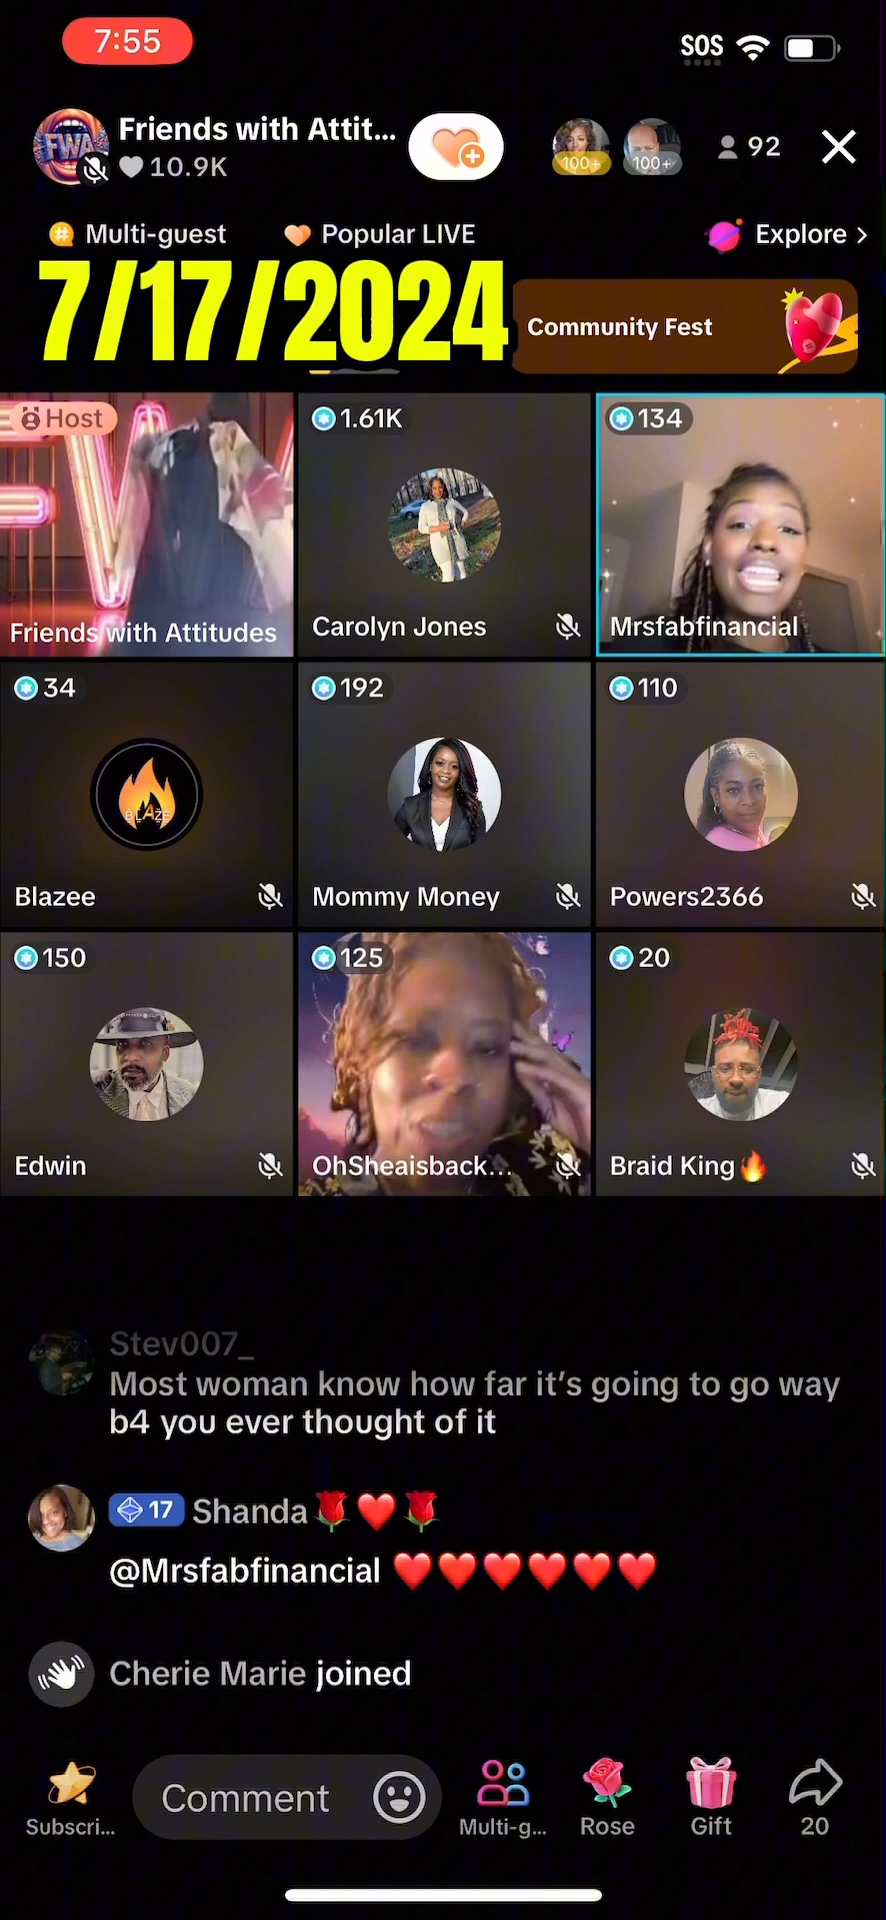 7:55
SOS
FWA
Friends with Attit...
10.9K
100+
100+
92
Multi-guest
Popular LIVE
Explore >
7/17/2024
Community Fest
Host
1.61K
134
Friends with Attitudes
Carolyn Jones
Mrsfabfinancial
34
192
110
BLAZE
Blazee
Mommy Money
Powers2366
150
125
20
Edwin
OhSheaisback...
Braid King🔥
Stev007_
Most woman know how far it's going to go way
b4 you ever thought of it
17 Shanda🌹❤️🌹
@Mrsfabfinancial ❤️❤️❤️❤️❤️❤️
Cherie Marie joined
Comment
Subscri...
Multi-g...
Rose
Gift
20